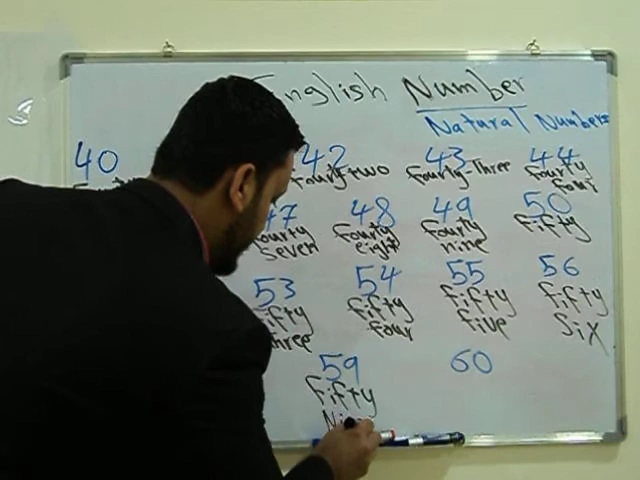 English Number
Natural Numbers
40 42 43 44
fourty two fourty-Three fourty four
47 48 49 50
fourty seven fourty eight fourty nine fifty
53 54 55 56
fifty three fifty four fifty five fifty six
59 60
fifty